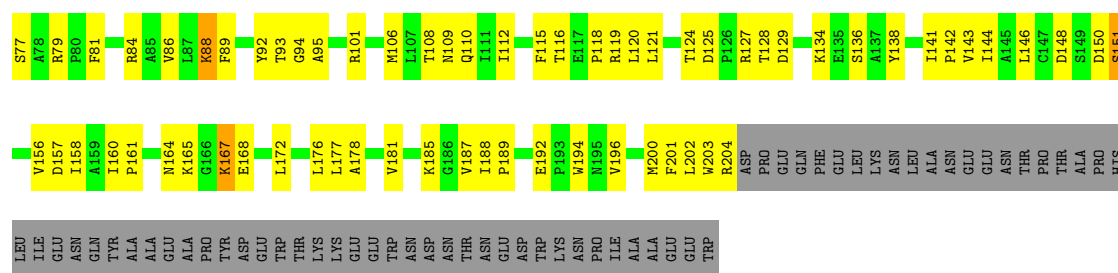 S77 A78 R79 P80 F81 R84 A85 V86 L87 K88 F89 Y92 T93 G94 A95 R101 M106 L107 T108 N109 Q110 I111 I112 F115 T116 E117 P118 R119 L120 L121 T124 D125 P126 R127 T128 D129 K134 E135 S136 A137 Y138 I141 P142 V143 I144 A145 L146 C147 D148 S149 D150 S151
V156 D157 I158 A159 I160 P161 N164 K165 G166 K167 E168 L172 L176 L177 A178 V181 K185 G186 V187 I188 P189 E192 P193 W194 N195 V196 M200 F201 L202 W203 R204 ASP PRO GLU GLN PHE GLU LEU LYS ASN LEU ALA ASN GLU GLU ASN THR PRO THR ALA PRO HIS
LEU ILE GLU ASN GLN TYR ALA ALA GLU ALA PRO TYR ASP GLU TRP THR LYS LYS GLU GLU TRP ASN ASP ASN THR ASN GLU ASP TRP LYS ASN PRO ILE ALA ALA GLU GLU TRP